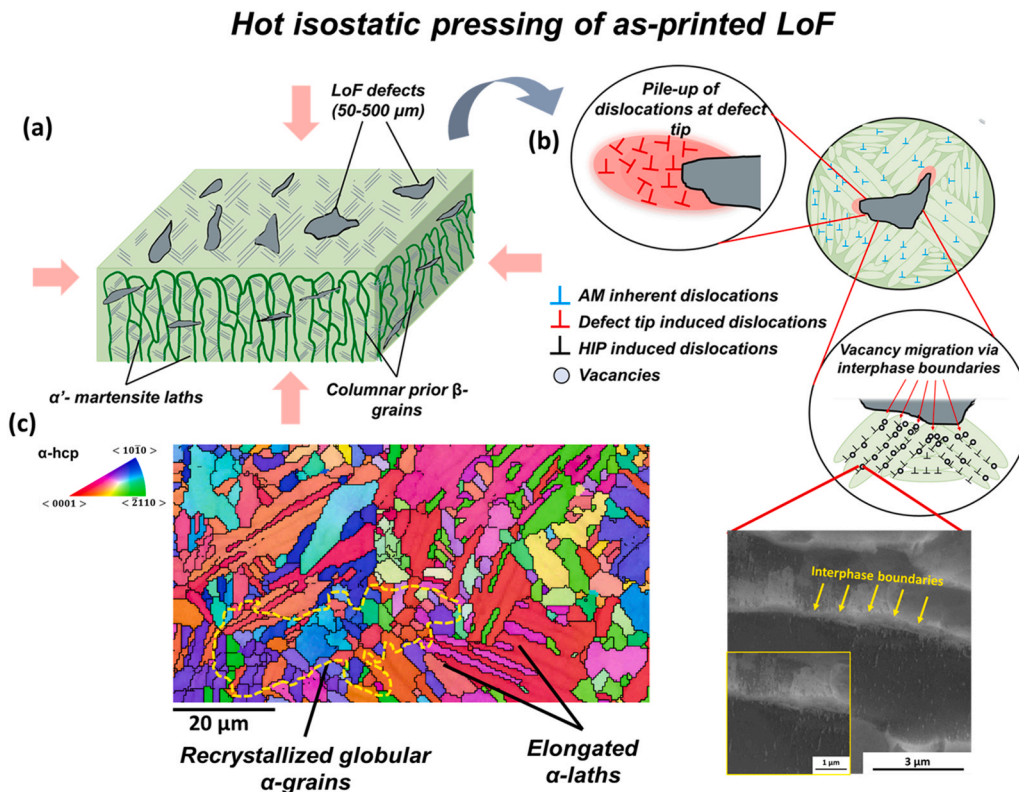 Hot isostatic pressing of as-printed LoF
(a)
LoF defects
(50-500 μm)
α'- martensite laths
Columnar prior β-
grains
(b)
Pile-up of
dislocations at defect
tip
AM inherent dislocations
Defect tip induced dislocations
HIP induced dislocations
Vacancies
Vacancy migration via
interphase boundaries
(c)
α-hcp
< 101̄0 >
< 0001 >
< 2̄110 >
20 μm
Recrystallized globular
α-grains
Elongated
α-laths
Interphase boundaries
1 μm
3 μm